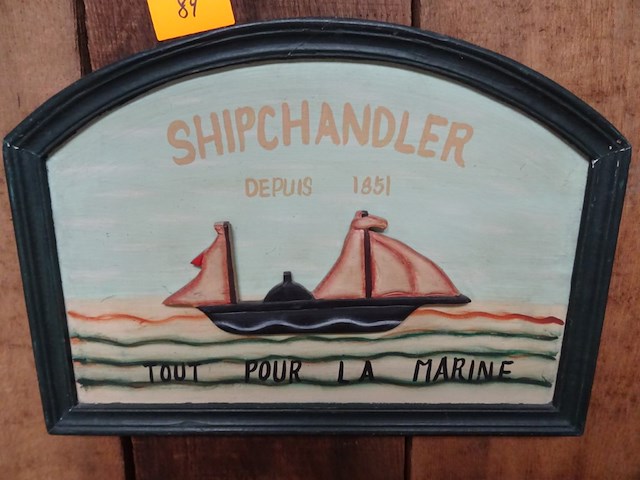 89
SHIPCHANDLER
DEPUIS 1851
TOUT POUR LA MARINE